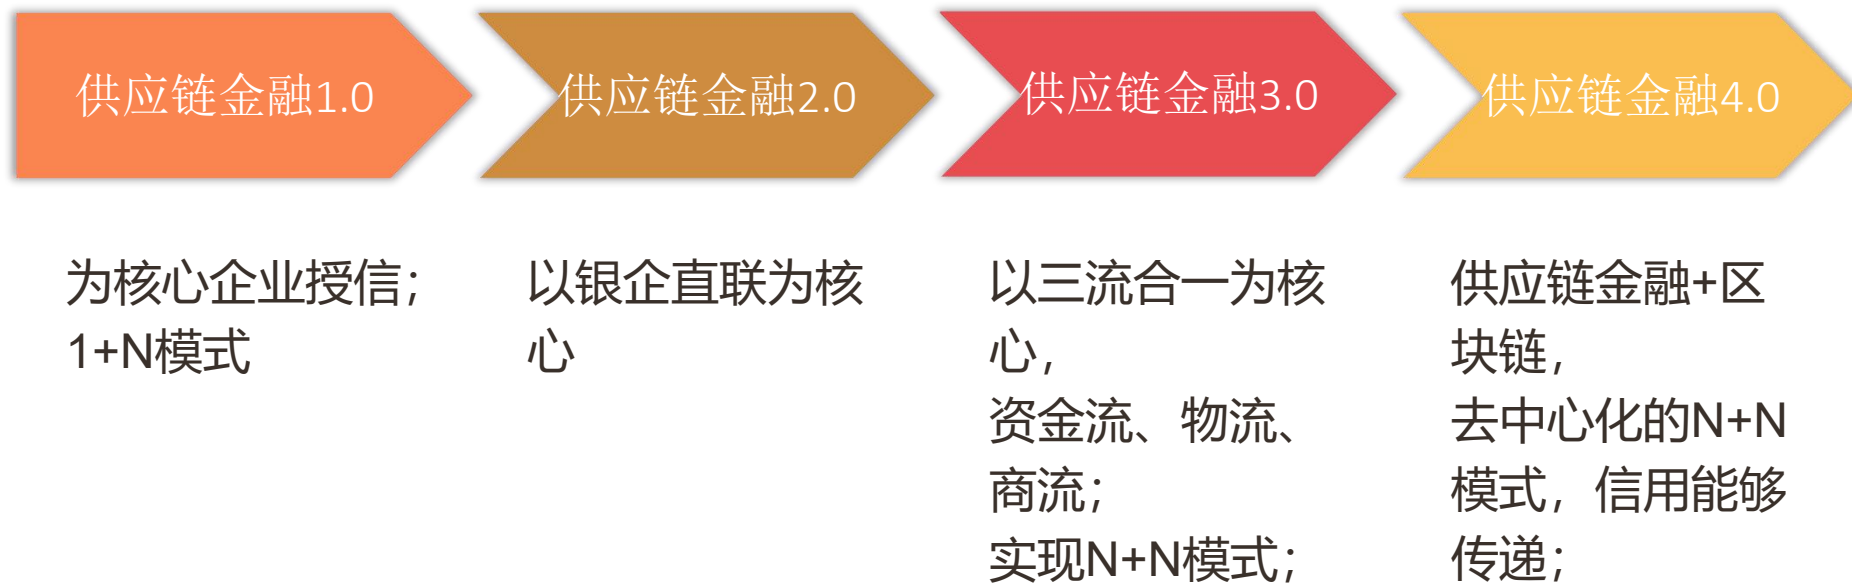 供应链金融1.0
供应链金融2.0
供应链金融3.0
供应链金融4.0
为核心企业授信；
1+N模式
以银企直联为核
心
以三流合一为核
心，
资金流、物流、
商流；
实现N+N模式；
供应链金融+区
块链，
去中心化的N+N
模式，信用能够
传递；